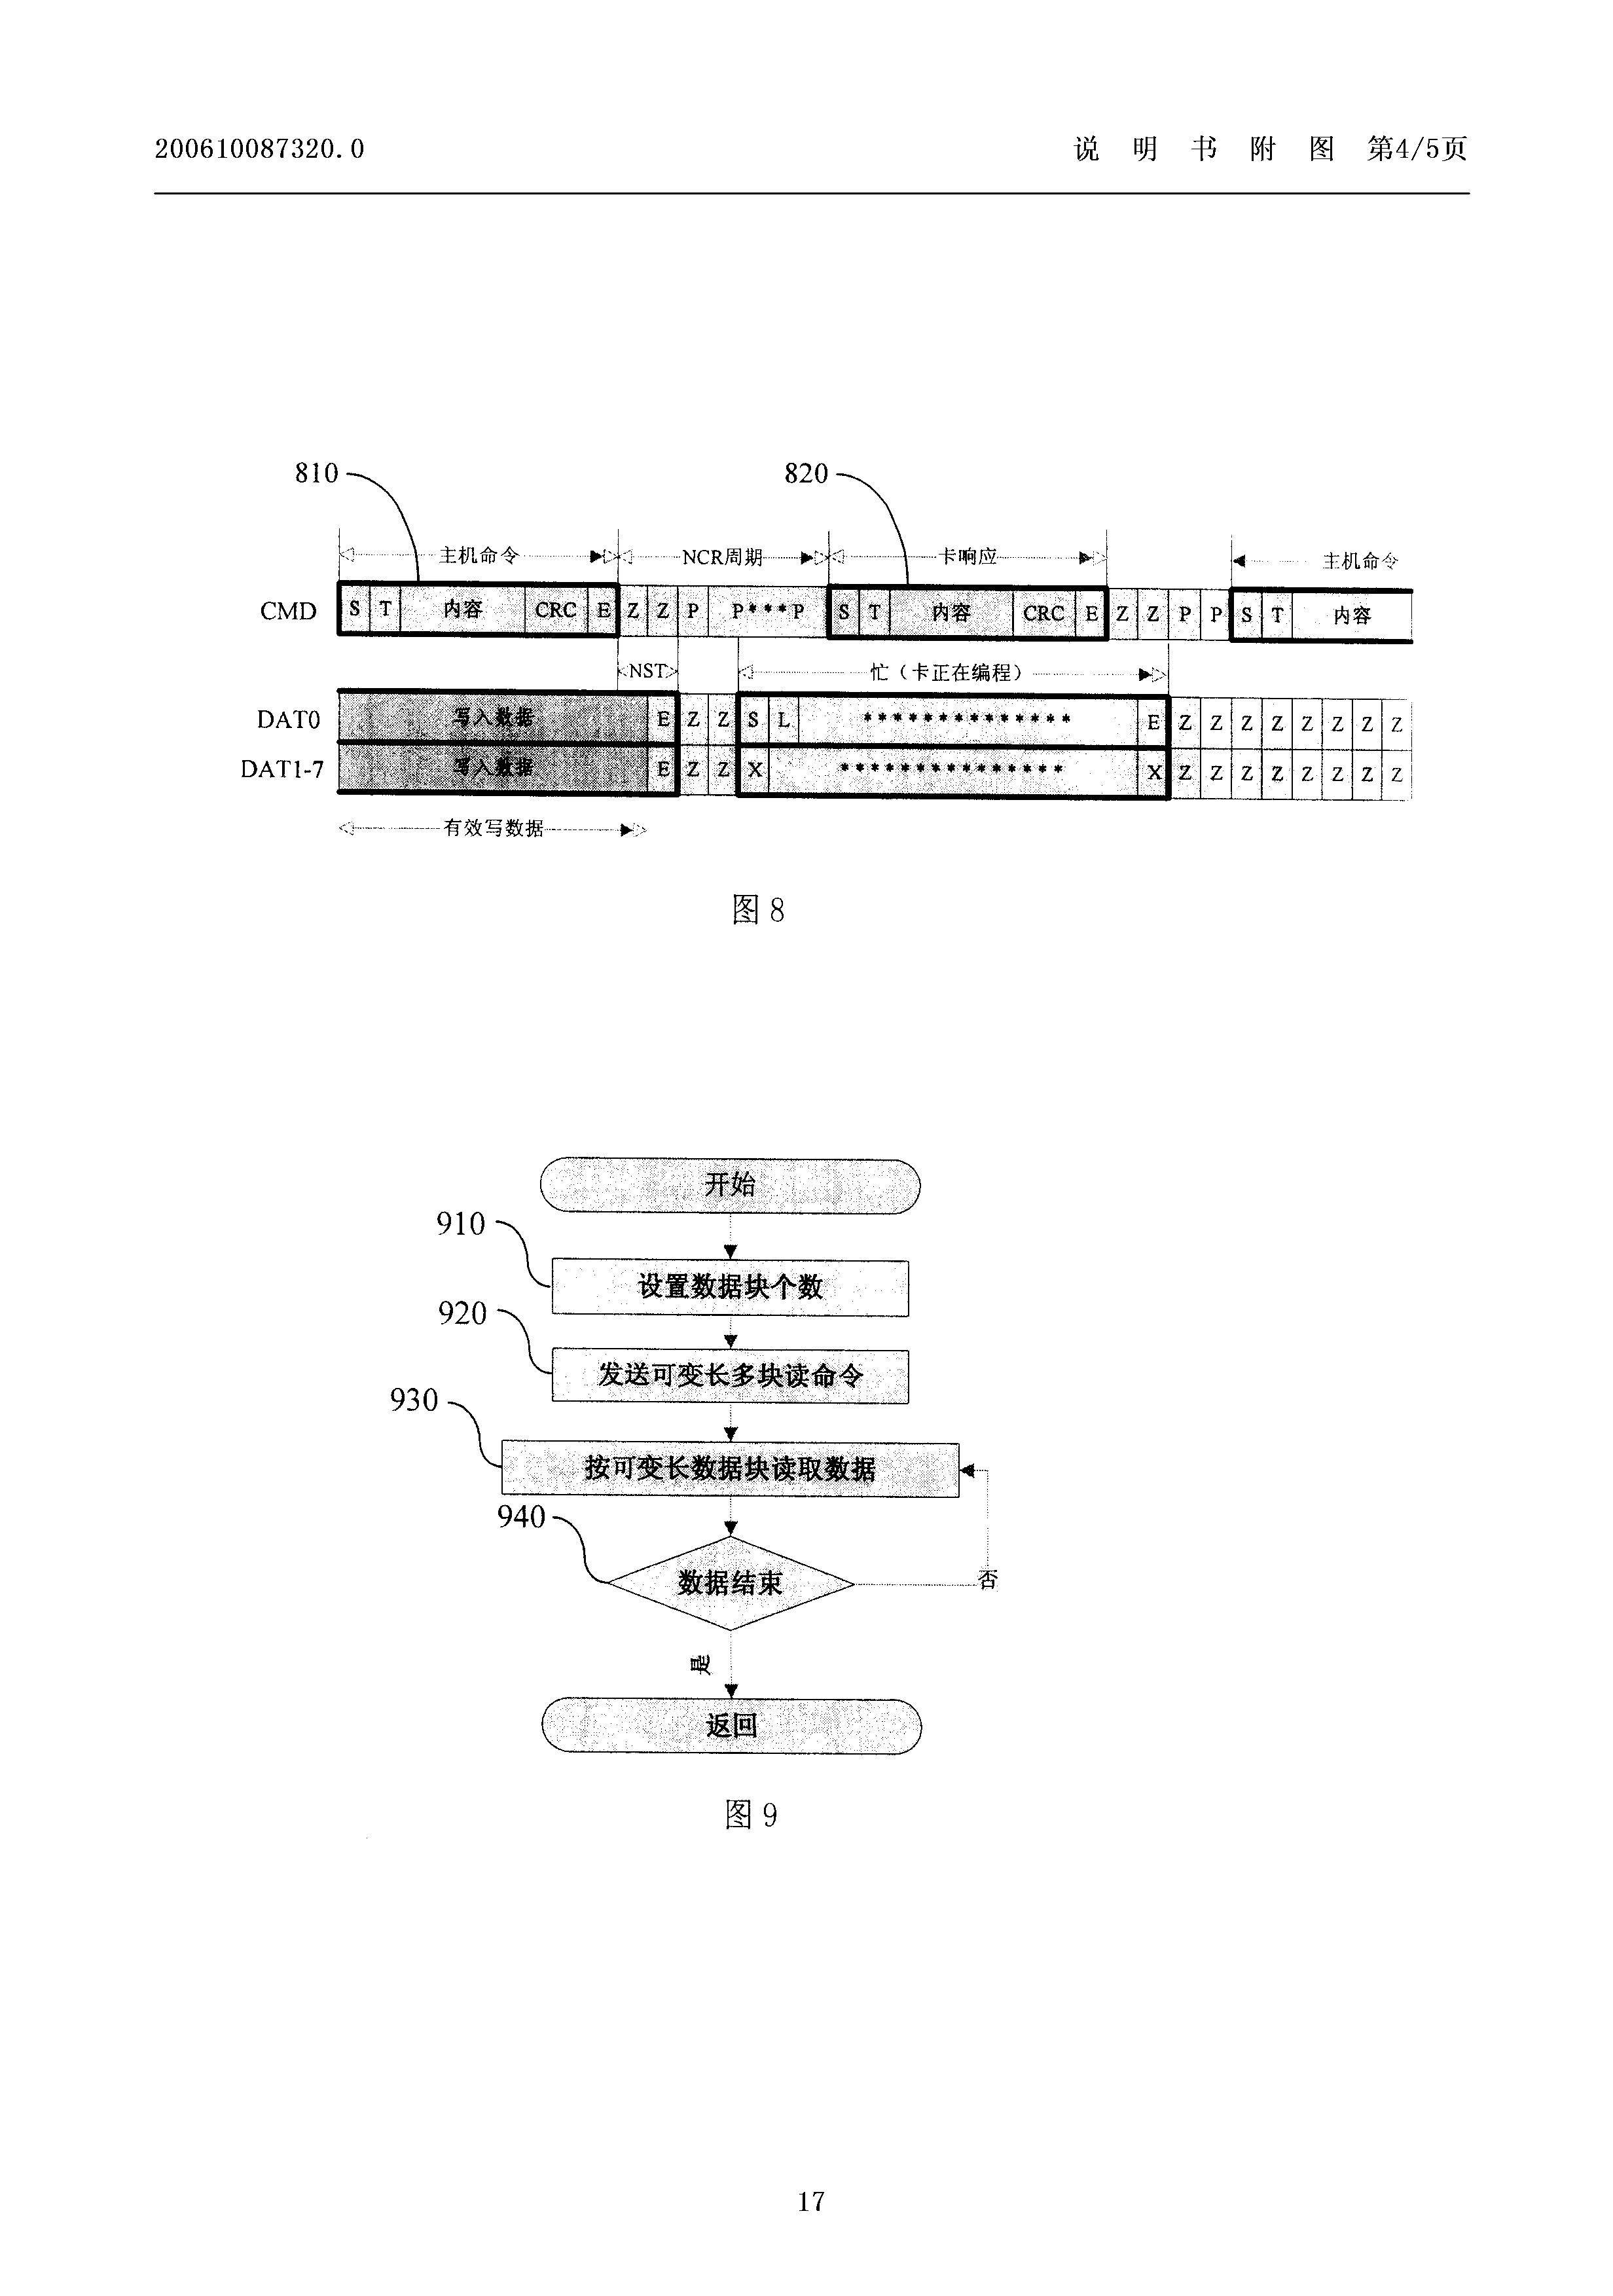 200610087320.0 说明书附图 第4/5页
810 820
主机命令 NCR周期 卡响应 主机命令
CMD S T 内容 CRC E Z Z P P****P S T 内容 CRC E Z Z P P S T 内容
NST 忙（卡正在编程）
DAT0 写入数据 E Z Z S L ************** E Z Z Z Z Z Z Z Z
DAT1-7 写入数据 E Z Z X *************** X Z Z Z Z Z Z Z Z
有效写数据
图 8
开始
910
设置数据块个数
920
发送可变长多块读命令
930
按可变长数据块读取数据
940
数据结束
否
是
返回
图 9
17